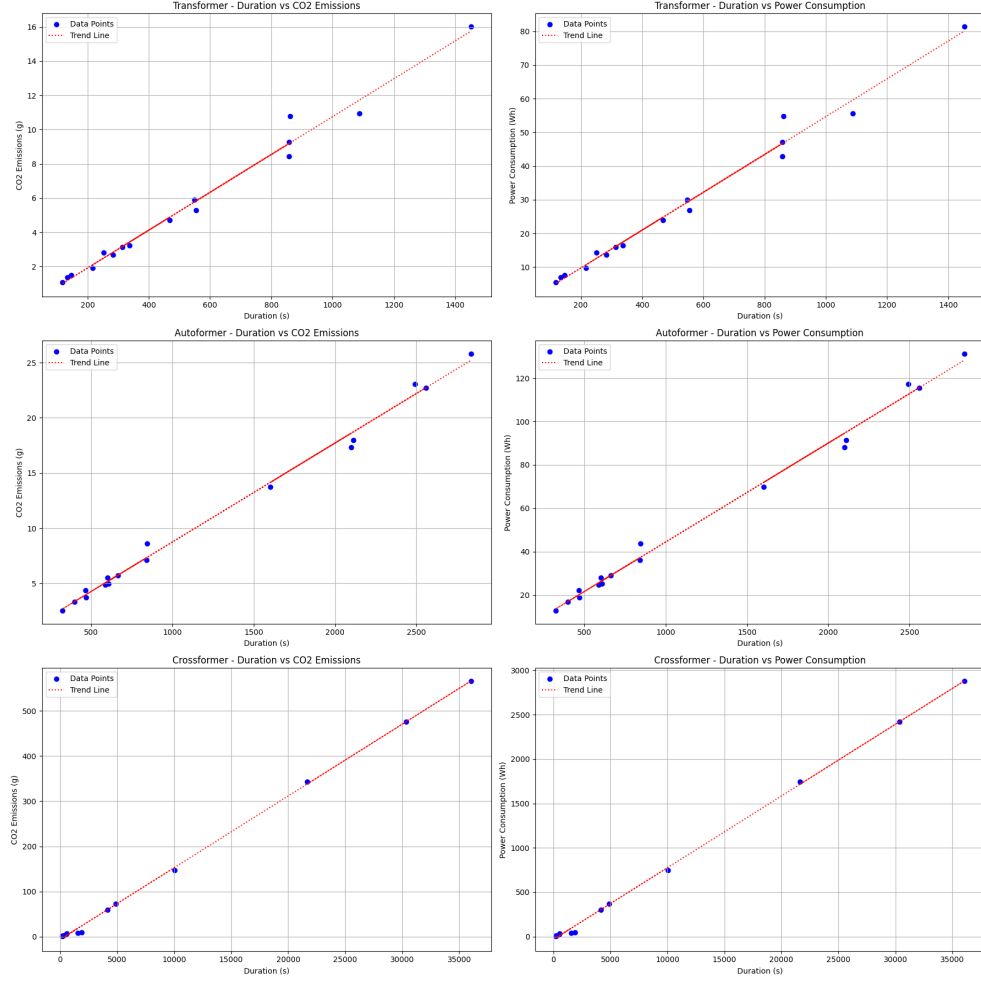 Transformer - Duration vs CO2 Emissions
Data Points
Trend Line
16
14
12
10
8
6
4
2
CO2 Emissions (g)
200 400 600 800 1000 1200 1400
Duration (s)
Transformer - Duration vs Power Consumption
Data Points
Trend Line
80
70
60
50
40
30
20
10
Power Consumption (Wh)
200 400 600 800 1000 1200 1400
Duration (s)
Autoformer - Duration vs CO2 Emissions
Data Points
Trend Line
25
20
15
10
5
CO2 Emissions (g)
500 1000 1500 2000 2500
Duration (s)
Autoformer - Duration vs Power Consumption
Data Points
Trend Line
120
100
80
60
40
20
Power Consumption (Wh)
500 1000 1500 2000 2500
Duration (s)
Crossformer - Duration vs CO2 Emissions
Data Points
Trend Line
500
400
300
200
100
0
CO2 Emissions (g)
0 5000 10000 15000 20000 25000 30000 35000
Duration (s)
Crossformer - Duration vs Power Consumption
Data Points
Trend Line
3000
2500
2000
1500
1000
500
0
Power Consumption (Wh)
0 5000 10000 15000 20000 25000 30000 35000
Duration (s)